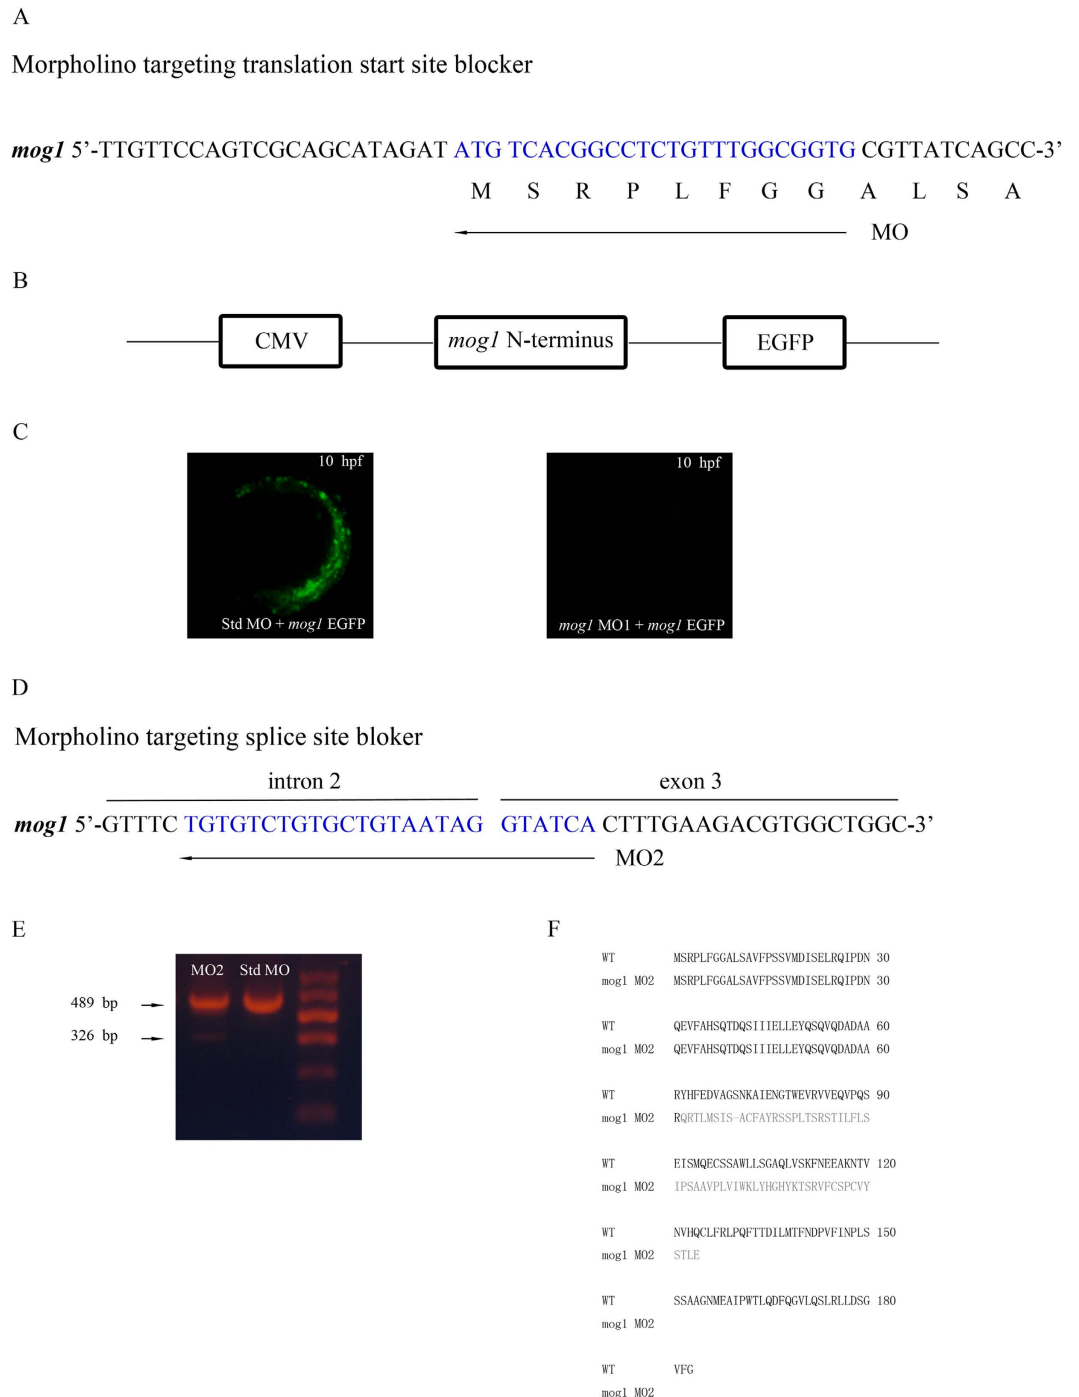 A
Morpholino targeting translation start site blocker
mog1 5’-TTGTTCCAGTCGCAGCATAGAT ATG TCACGGCCTCTGTTTGGCGGTG CGTTATCAGCC-3’
M S R P L F G G A L S A
MO
B
CMV mog1 N-terminus EGFP
C
10 hpf
Std MO + mog1 EGFP
10 hpf
mog1 MO1 + mog1 EGFP
D
Morpholino targeting splice site bloker
intron 2 exon 3
mog1 5’-GTTTC TGTGTCTGTGCTGTAATAG GTATCA CTTTGAAGACGTGGCTGGC-3’
MO2
E
MO2 Std MO
489 bp
326 bp
F
WT MSRPLFGGALSAVFPSSVMDISELRQIPDN 30
mog1 MO2 MSRPLFGGALSAVFPSSVMDISELRQIPDN 30
WT QEVFAHSQTDQSIIIELLEYQSQVQDADAA 60
mog1 MO2 QEVFAHSQTDQSIIIELLEYQSQVQDADAA 60
WT RYHFEDVAGSNKAIENGTWEVRVVEQVPQS 90
mog1 MO2 RQRTLMSIS-ACFAYRSSPLTSRSTILFLS
WT EISMQECSSAWLLSGAQLVSKFNEEAKNTV 120
mog1 MO2 IPSAAVPLVIWKLYHGHYKTSRVFCSPCVY
WT NVHQCLFRLPQFTTDILMTFNDPVFINPLS 150
mog1 MO2 STLE
WT SSAAGNMEAIPWTLQDFQGVLQSLRLLDSG 180
mog1 MO2
WT VFG
mog1 MO2